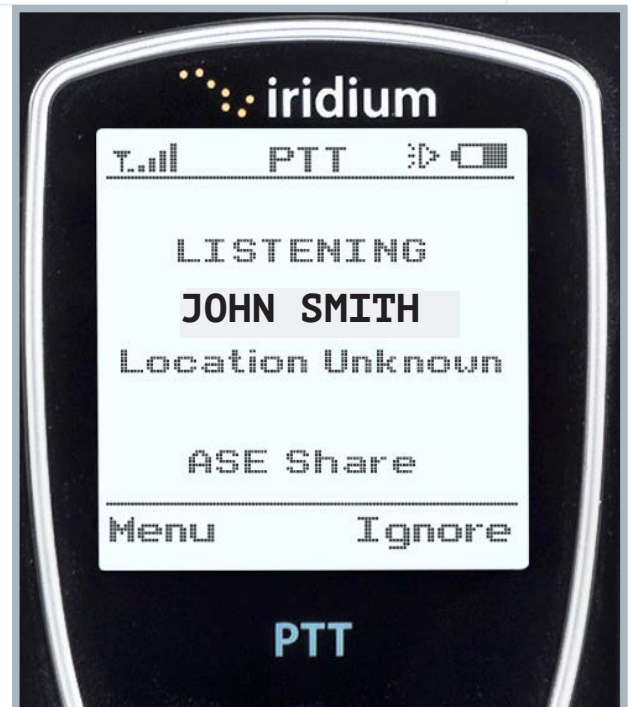 iridium
PTT
LISTENING
JOHN SMITH
Location Unknown
ASE Share
Menu Ignore
PTT